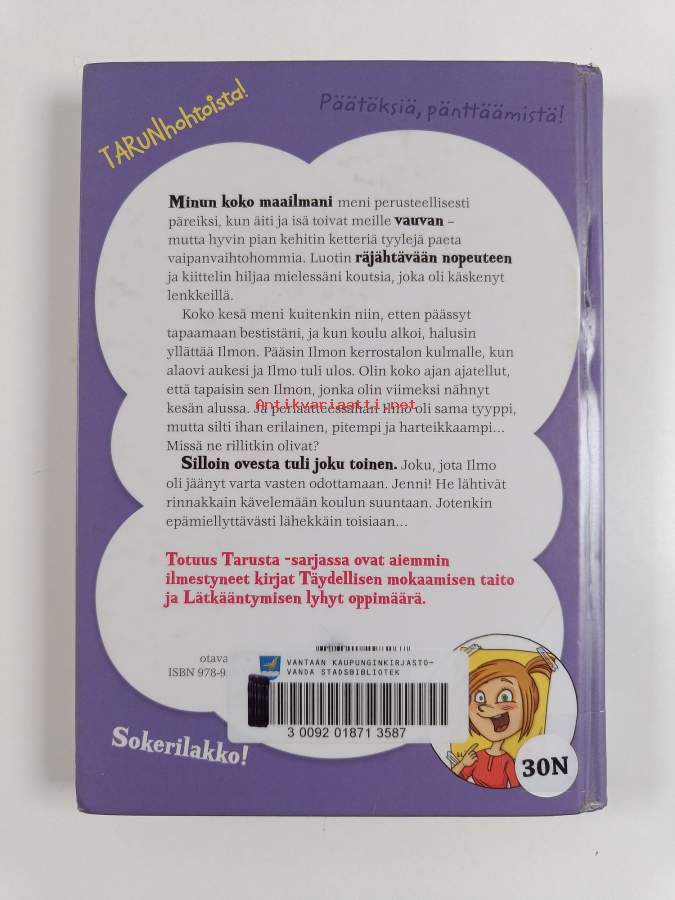 TARUNhohtoista!
Päätöksiä, pänttäämistä!
Minun koko maailmani meni perusteellisesti
päreiksi, kun äiti ja isä toivat meille vauvan –
mutta hyvin pian kehitin ketteriä tyylejä paeta
vaipanvaihtohommia. Luotin räjähtävään nopeuteen
ja kiittelin hiljaa mielessäni koutsia, joka oli käskenyt
lenkkeillä.
Koko kesä meni kuitenkin niin, etten päässyt
tapaamaan bestistäni, ja kun koulu alkoi, halusin
yllättää Ilmon. Pääsin Ilmon kerrostalon kulmalle, kun
alaovi aukesi ja Ilmo tuli ulos. Olin koko ajan ajatellut,
että tapaisin sen Ilmon, jonka olin viimeksi nähnyt
kesän alussa. Ja periaatteessahan Ilmo oli sama tyyppi,
Antikvariaatti.net
mutta silti ihan erilainen, pitempi ja harteikkaampi…
Missä ne rillitkin olivat?
Silloin ovesta tuli joku toinen. Joku, jota Ilmo
oli jäänyt varta vasten odottamaan. Jenni! He lähtivät
rinnakkain kävelemään koulun suuntaan. Jotenkin
epämiellyttävästi lähekkäin toisiaan…
Totuus Tarusta -sarjassa ovat aiemmin
ilmestyneet kirjat Täydellisen mokaamisen taito
ja Lätkääntymisen lyhyt oppimäärä.
otava
ISBN 978-9
VANTAAN KAUPUNGINKIRJASTO-
VANDA STADSBIBLIOTEK
3 0092 01871 3587
Sokerilakko!
30N